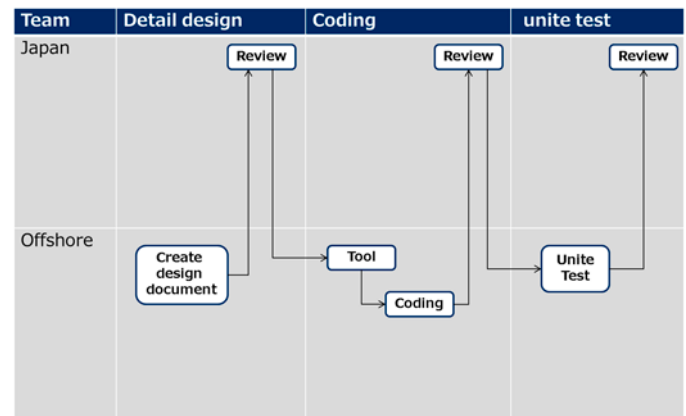 Team Detail design Coding unite test
Japan
Review
Review
Review
Offshore
Create
design
document
Tool
Coding
Unite
Test